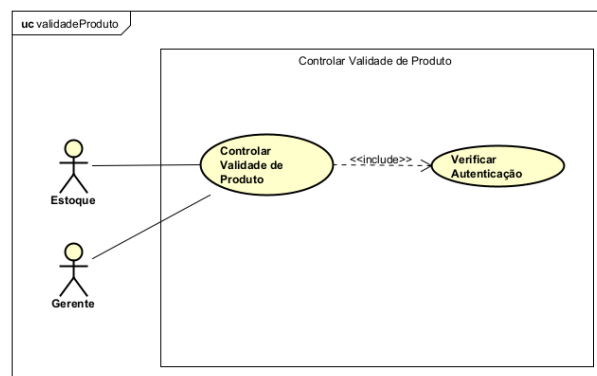 uc validadeProduto
Controlar Validade de Produto
Controlar
Validade de
Produto
<<include>>
Verificar
Autenticação
Estoque
Gerente